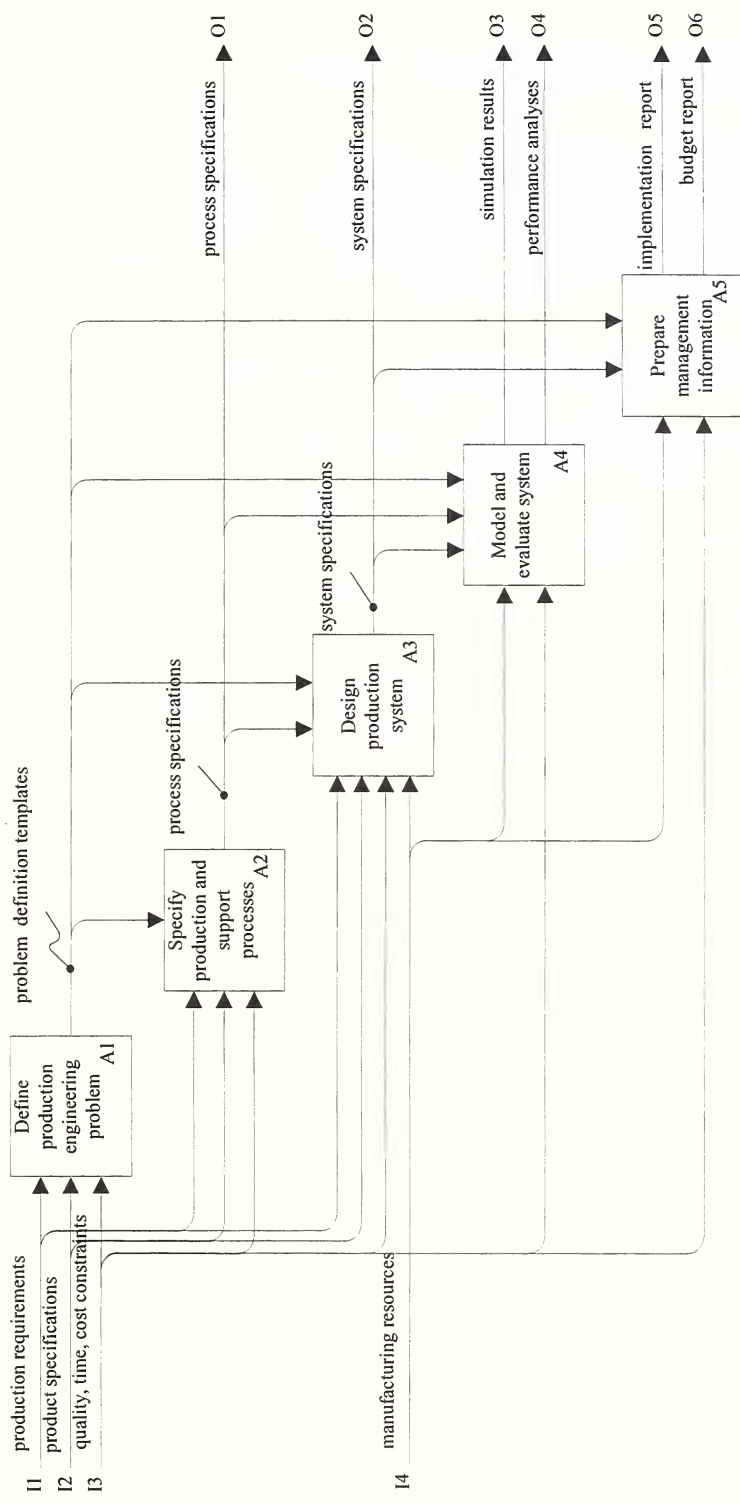 I1
production requirements
I2
product specifications
I3
quality, time, cost constraints
Define
production
engineering
problem
A1
problem definition templates
Specify
production and
support
processes
A2
process specifications
process specifications
O1
I4
manufacturing resources
Design
production
system
A3
system specifications
system specifications
O2
Model and
evaluate system
A4
simulation results
O3
performance analyses
O4
Prepare
management
information
A5
implementation report
O5
budget report
O6